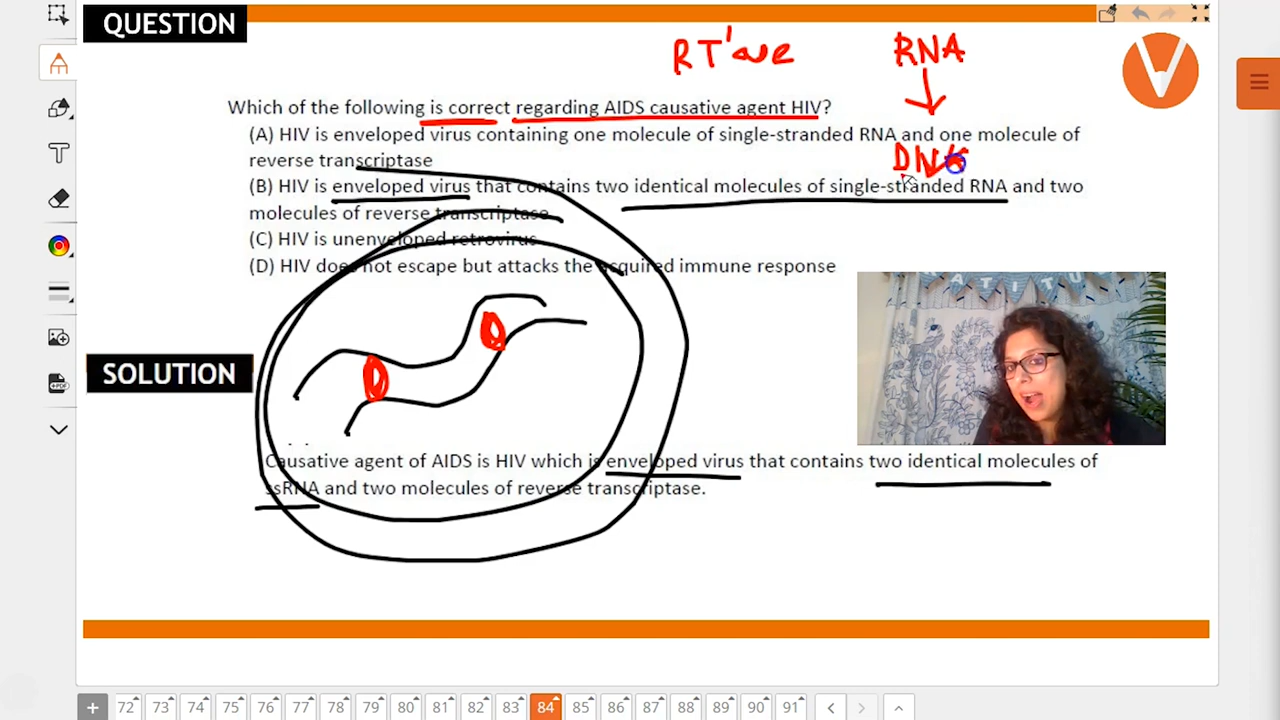 QUESTION
RT'ase
RNA
Which of the following is correct regarding AIDS causative agent HIV?
(A) HIV is enveloped virus containing one molecule of single-stranded RNA and one molecule of
reverse transcriptase
DNA
(B) HIV is enveloped virus that contains two identical molecules of single-stranded RNA and two
molecules of reverse transcriptase
(C) HIV is unenveloped retrovirus
(D) HIV does not escape but attacks the acquired immune response
SOLUTION
Causative agent of AIDS is HIV which is enveloped virus that contains two identical molecules of
ssRNA and two molecules of reverse transcriptase.
72 73 74 75 76 77 78 79 80 81 82 83 84 85 86 87 88 89 90 91